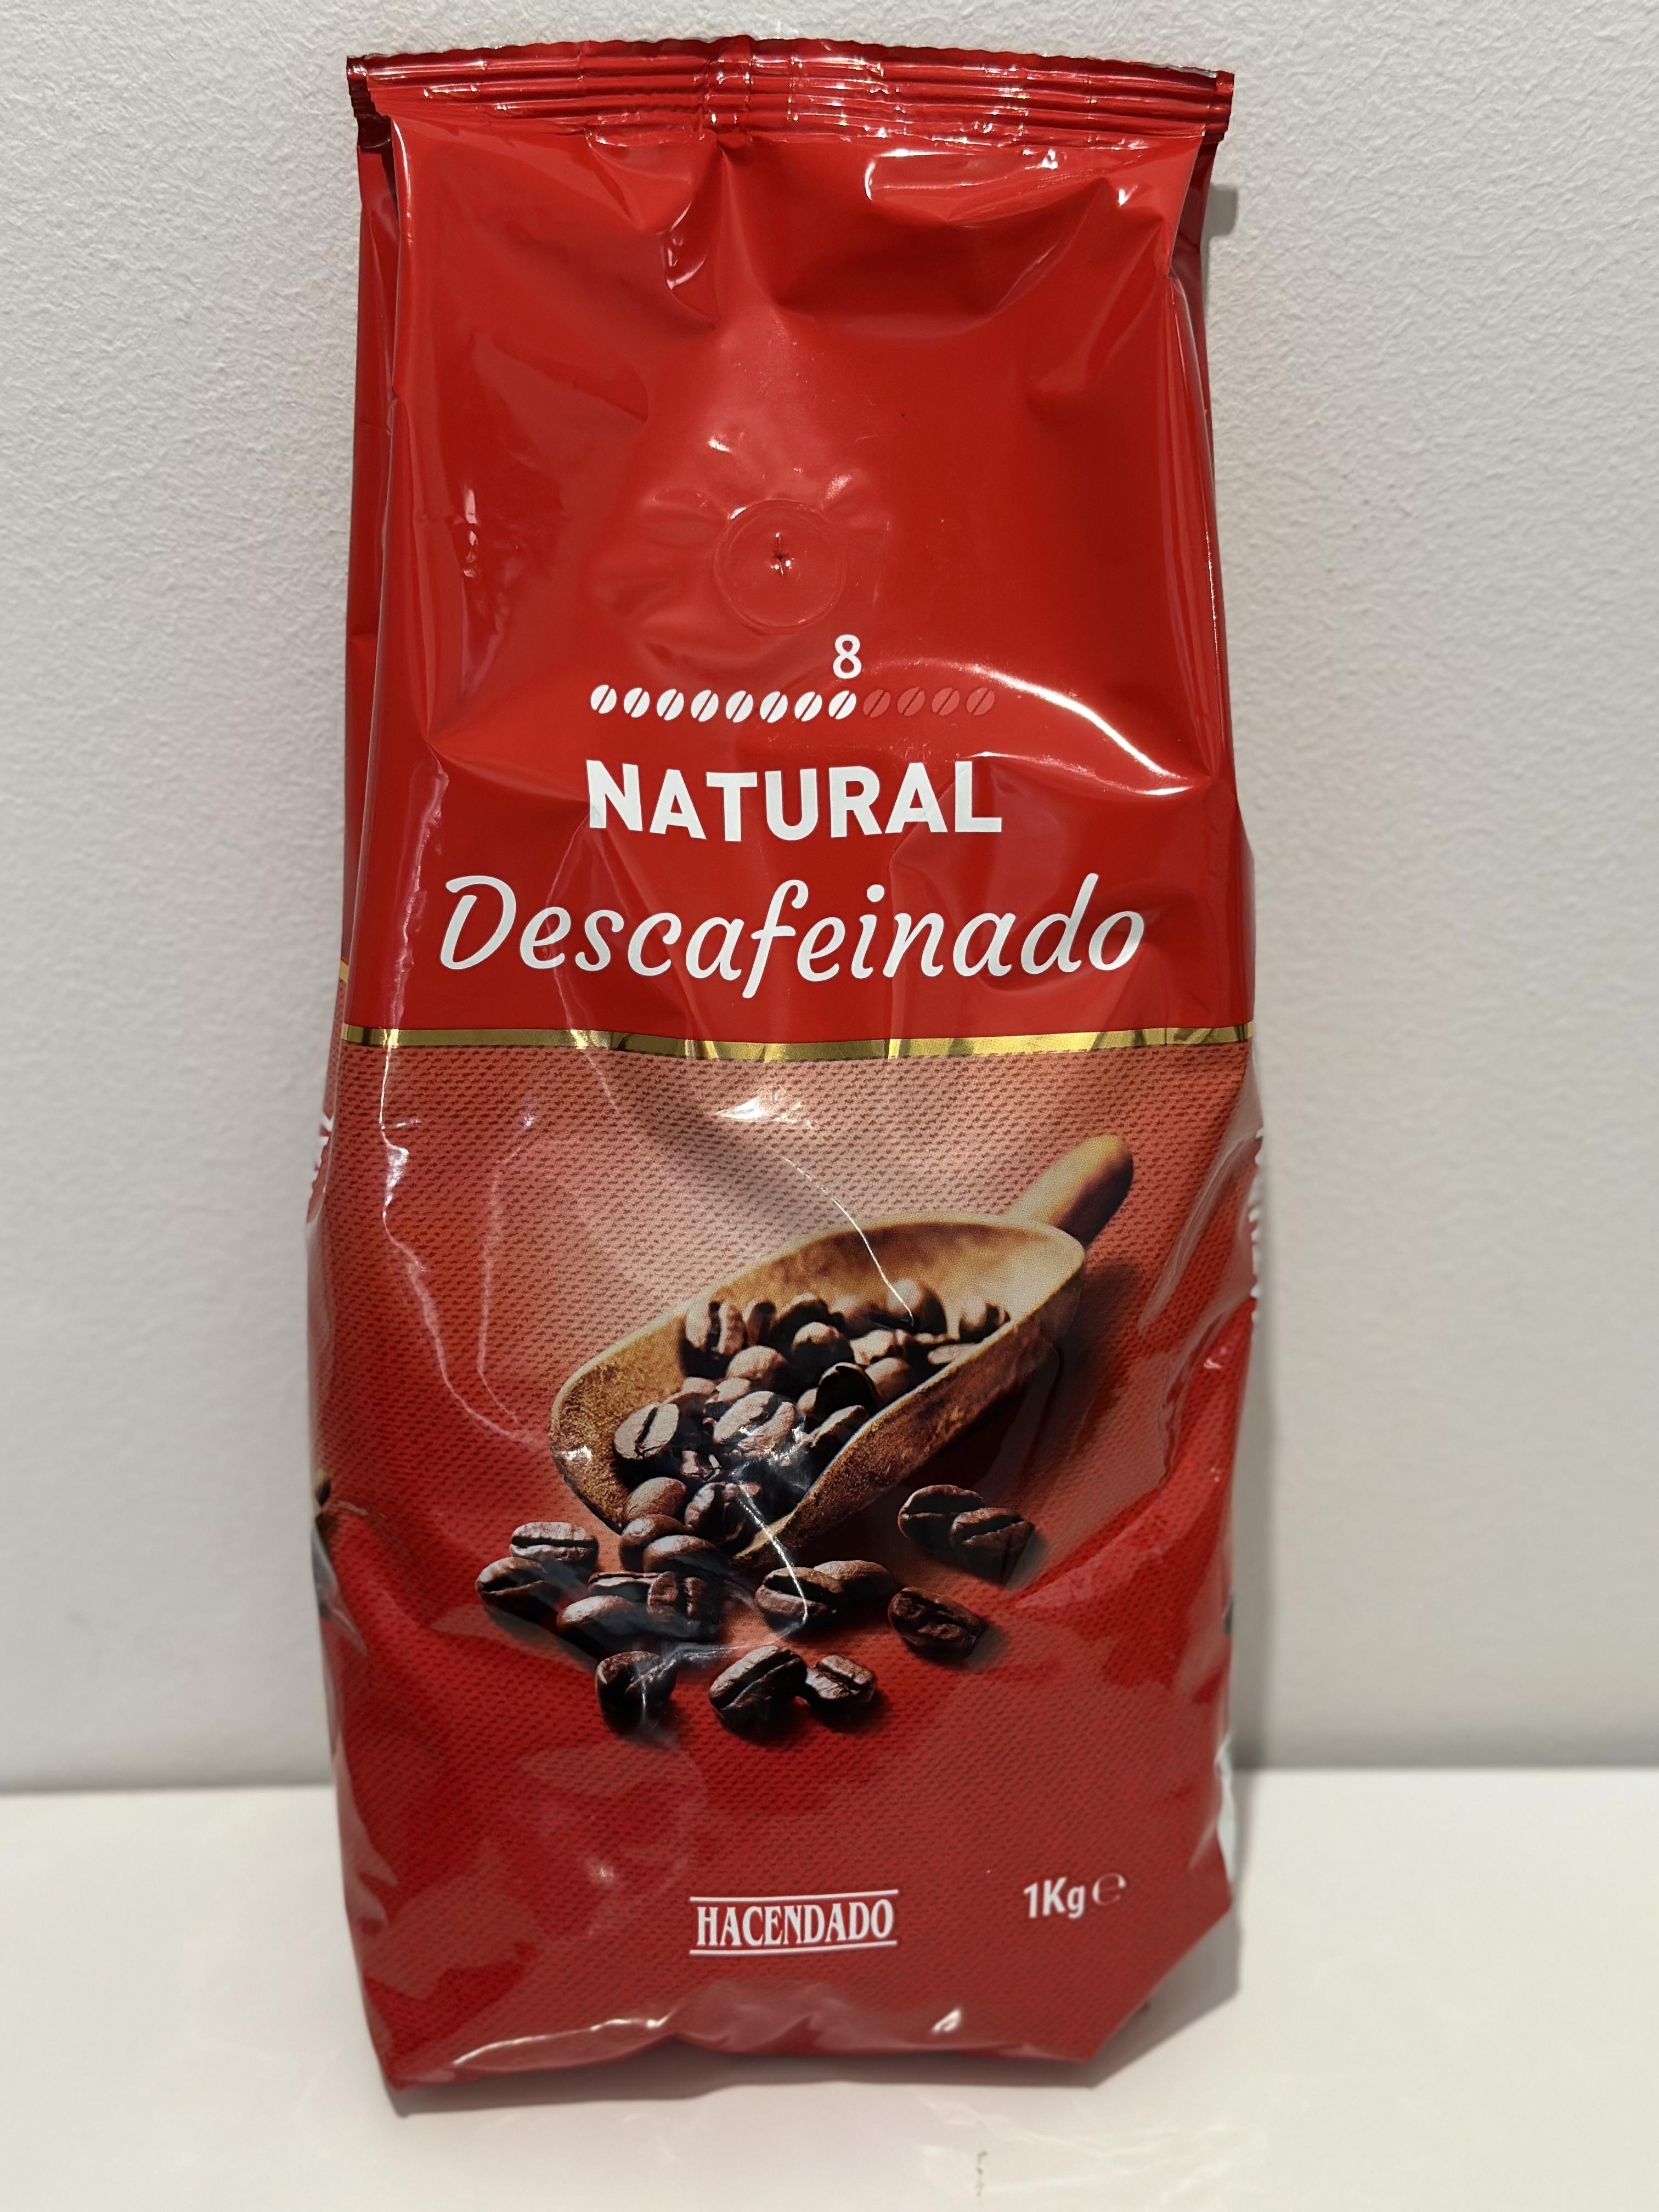 8
NATURAL
Descafeinado
HACENDADO
1Kg ℮